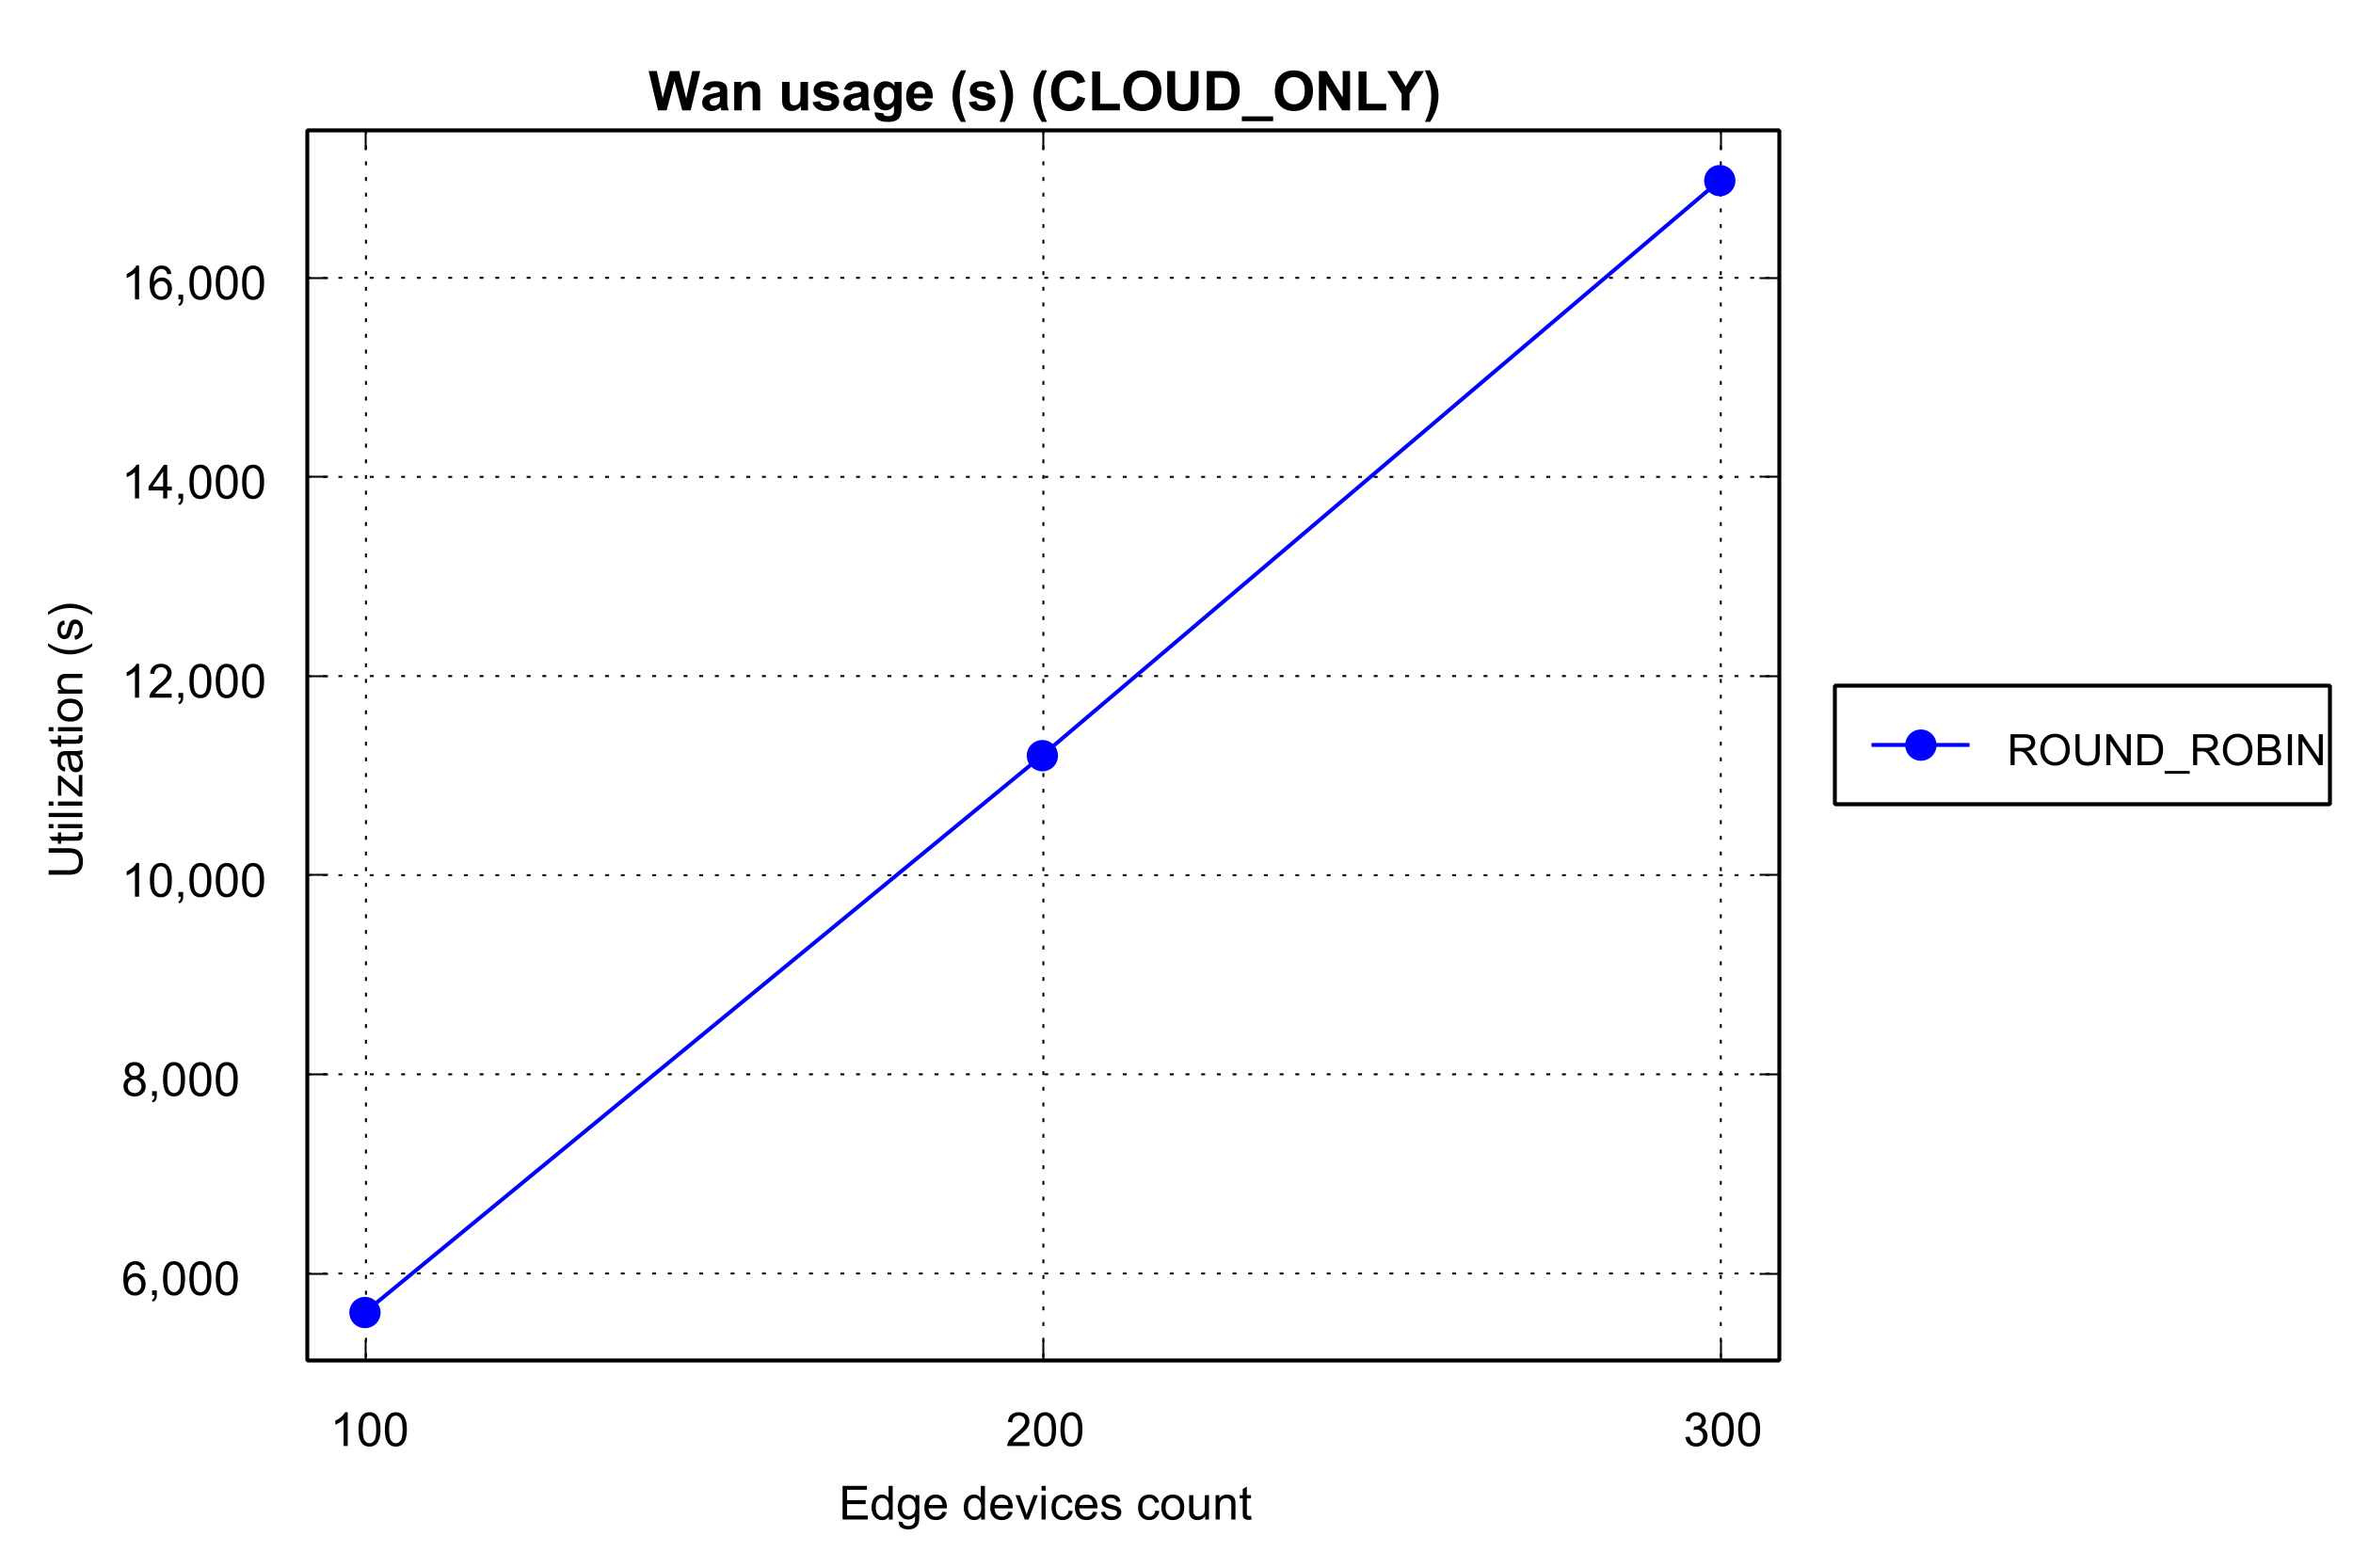 Wan usage (s) (CLOUD_ONLY)
16,000
14,000
12,000
10,000
8,000
6,000
Utilization (s)
100
200
300
Edge devices count
ROUND_ROBIN